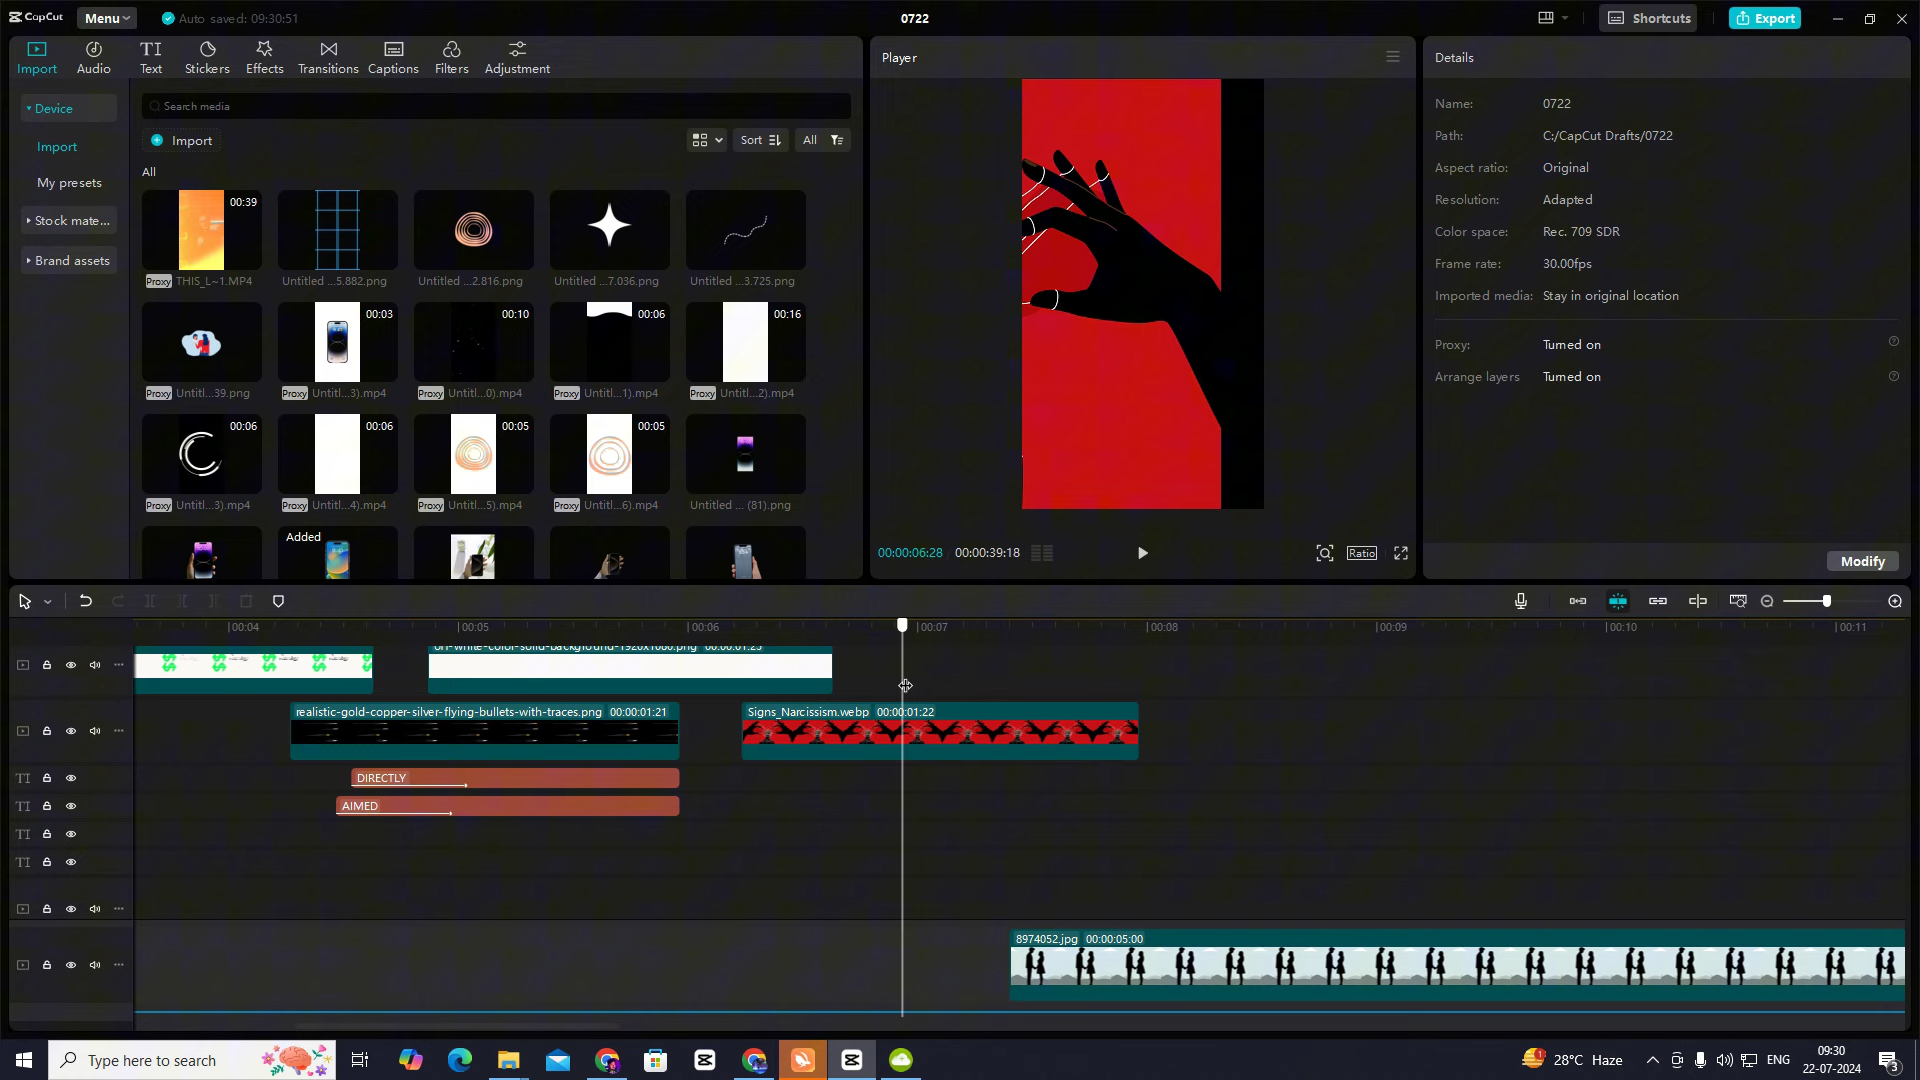 CapCut Menu Auto saved: 09:30:51 0722 Shortcuts Export
Import Audio Text Stickers Effects Transitions Captions Filters Adjustment
Device
Import
My presets
Stock mate...
Brand assets
Search media
Import Sort All
All
00:39
Proxy THIS_L~1.MP4 Untitled ...5.882.png Untitled ...2.816.png Untitled ...7.036.png Untitled ...3.725.png
00:03 00:10 00:06 00:16
Proxy Untitl...39.png Proxy Untitl...3).mp4 Proxy Untitl...0).mp4 Proxy Untitl...1).mp4 Proxy Untitl...2).mp4
00:06 00:06 00:05 00:05
Proxy Untitl...3).mp4 Proxy Untitl...4).mp4 Proxy Untitl...5).mp4 Proxy Untitl...6).mp4 Untitled ... (81).png
Added
Player
00:00:06:28 00:00:39:18 Ratio
Details
Name: 0722
Path: C:/CapCut Drafts/0722
Aspect ratio: Original
Resolution: Adapted
Color space: Rec. 709 SDR
Frame rate: 30.00fps
Imported media: Stay in original location
Proxy: Turned on
Arrange layers Turned on
Modify
00:04 00:05 00:06 00:07 00:08 00:09 00:10 00:11
-white-color-solid-background-1920x1080.png 00:00:01:23
realistic-gold-copper-silver-flying-bullets-with-traces.png 00:00:01:21 Signs_Narcissism.webp 00:00:01:22
TI DIRECTLY
TI AIMED
TI
TI
8974052.jpg 00:00:05:00
Type here to search 28°C Haze ENG 09:30
22-07-2024 3